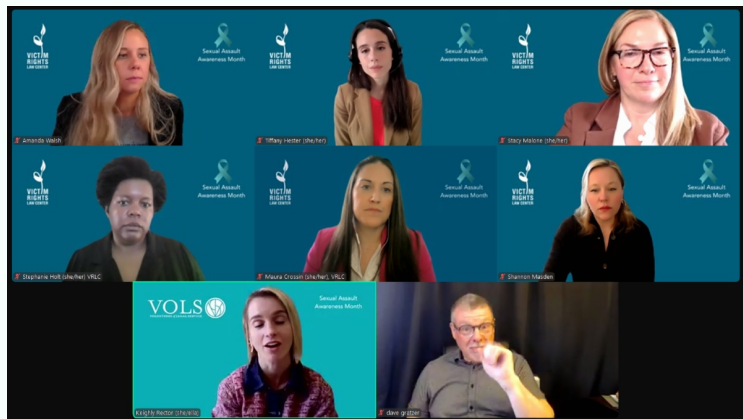 VICTIM
RIGHTS
LAW CENTER
Sexual Assault
Awareness Month
Amanda Walsh
VICTIM
RIGHTS
LAW CENTER
Sexual Assault
Awareness Month
Tiffany Hester (she/her)
VICTIM
RIGHTS
LAW CENTER
Sexual Assault
Awareness Month
Stacy Malone (she/her)
VICTIM
RIGHTS
LAW CENTER
Sexual Assault
Awareness Month
Stephanie Holt (she/her) VRLC
VICTIM
RIGHTS
LAW CENTER
Sexual Assault
Awareness Month
Maura Crossin (she/her), VRLC
VICTIM
RIGHTS
LAW CENTER
Sexual Assault
Awareness Month
Shannon Masden
VOLS
Sexual Assault
Awareness Month
Keighly Rector (she/ella)
dave gratzer